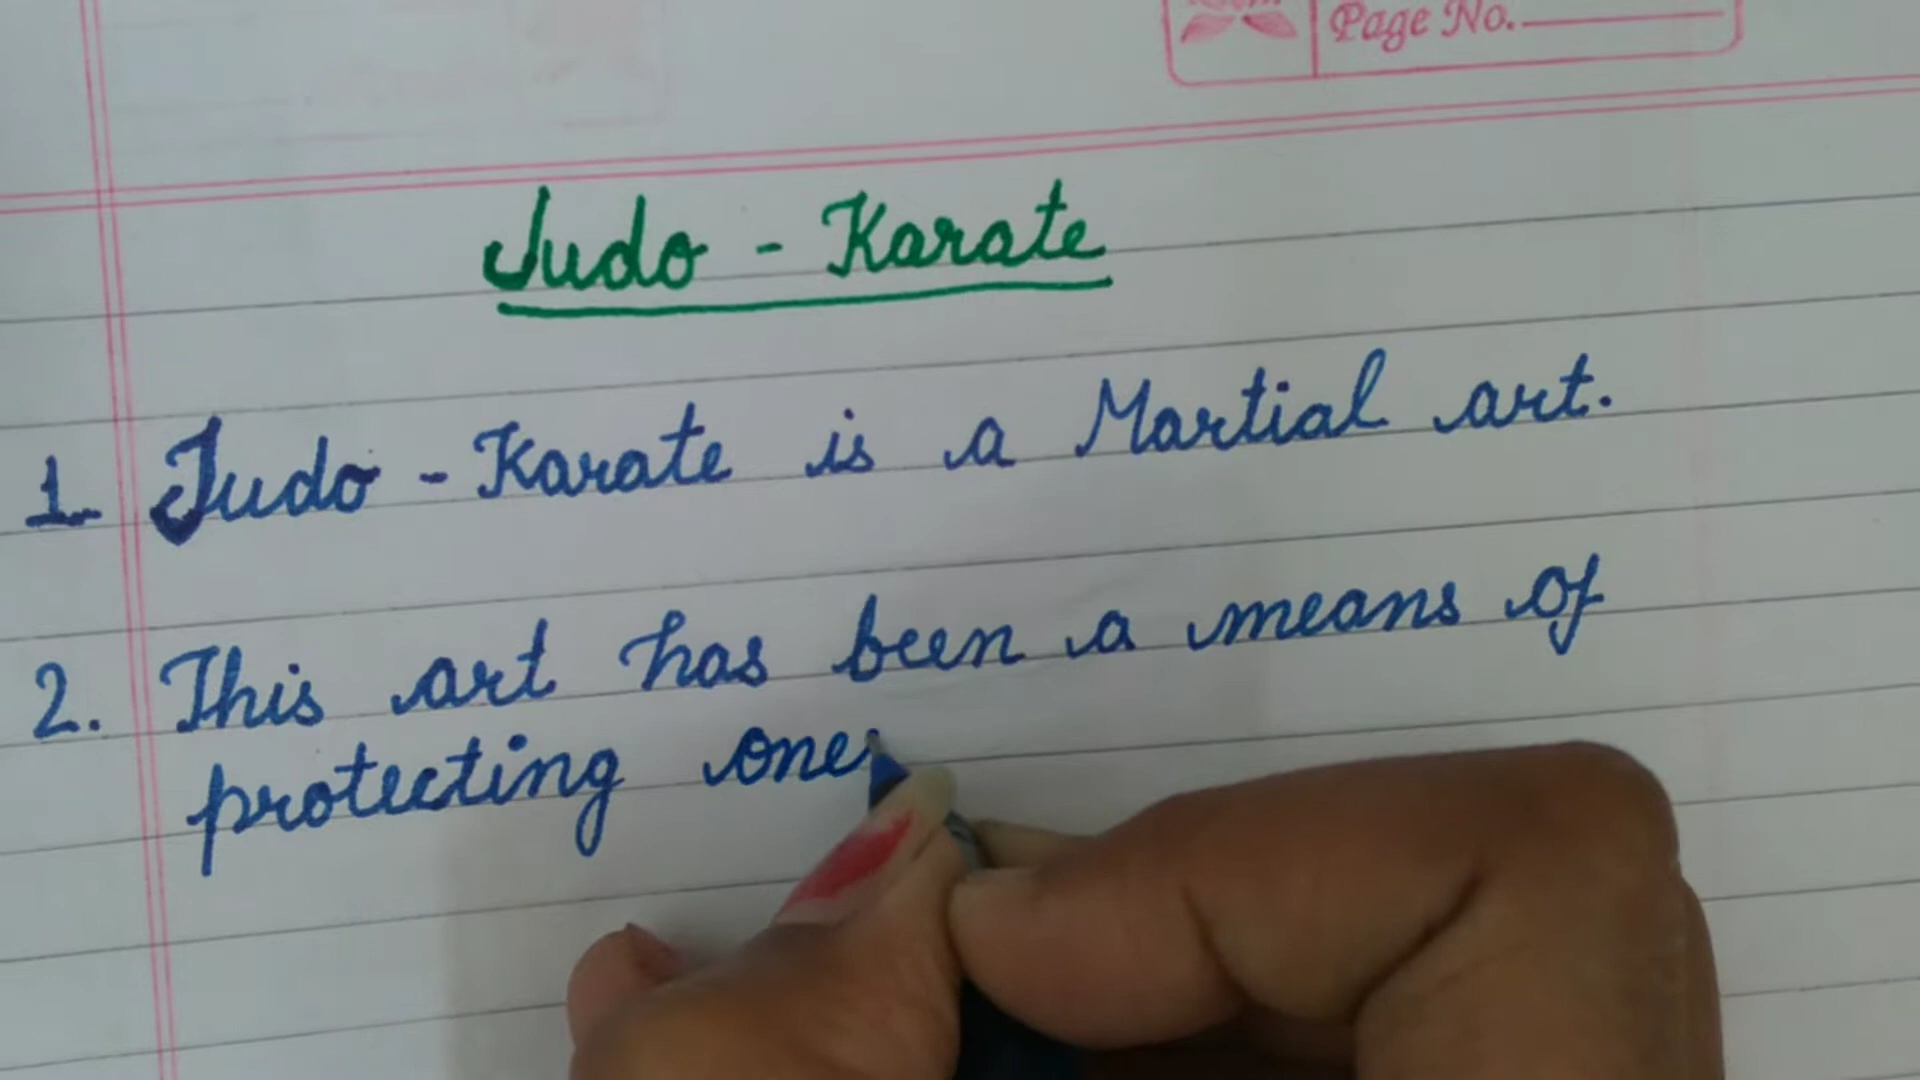 Page No.
Judo - Karate
1. Judo - Karate is a Martial art.
2. This art has been a means of
protecting one